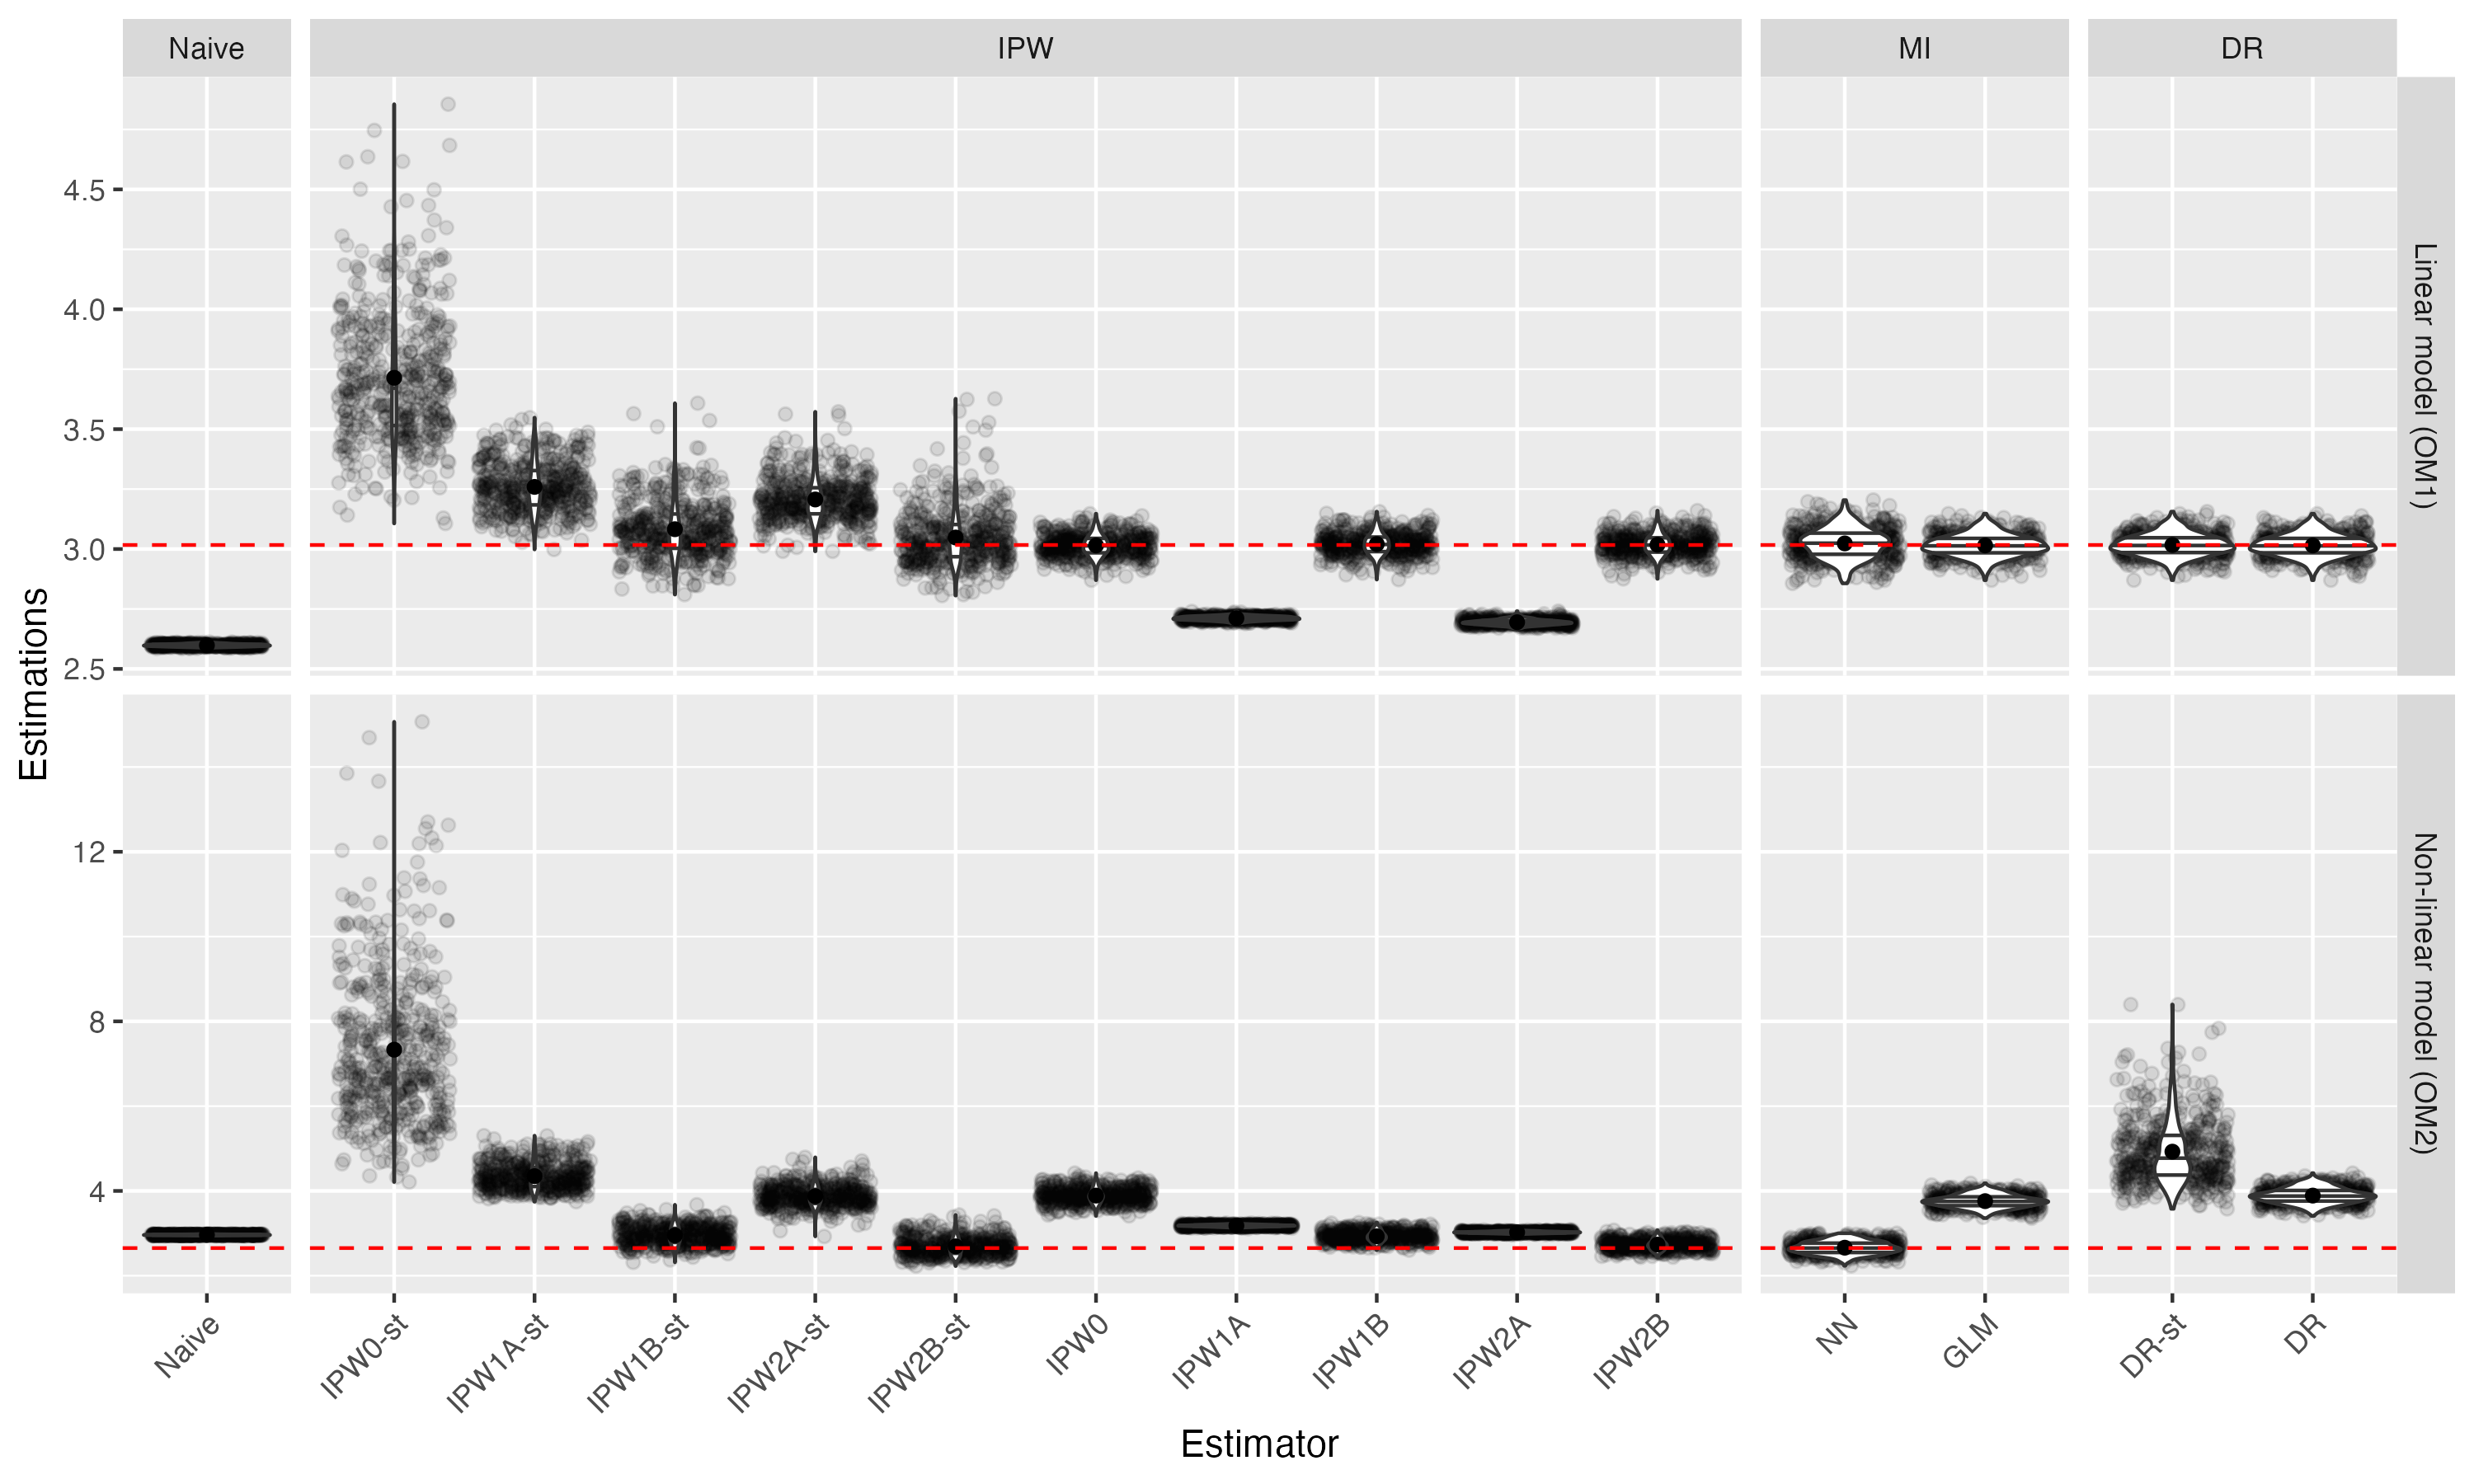 Naive
IPW
MI
DR
Estimations
4.5
4.0
3.5
3.0
2.5
Linear model (OM1)
12
8
4
Non-linear model (OM2)
Naive
IPW0-st
IPW1A-st
IPW1B-st
IPW2A-st
IPW2B-st
IPW0
IPW1A
IPW1B
IPW2A
IPW2B
NN
GLM
DR-st
DR
Estimator